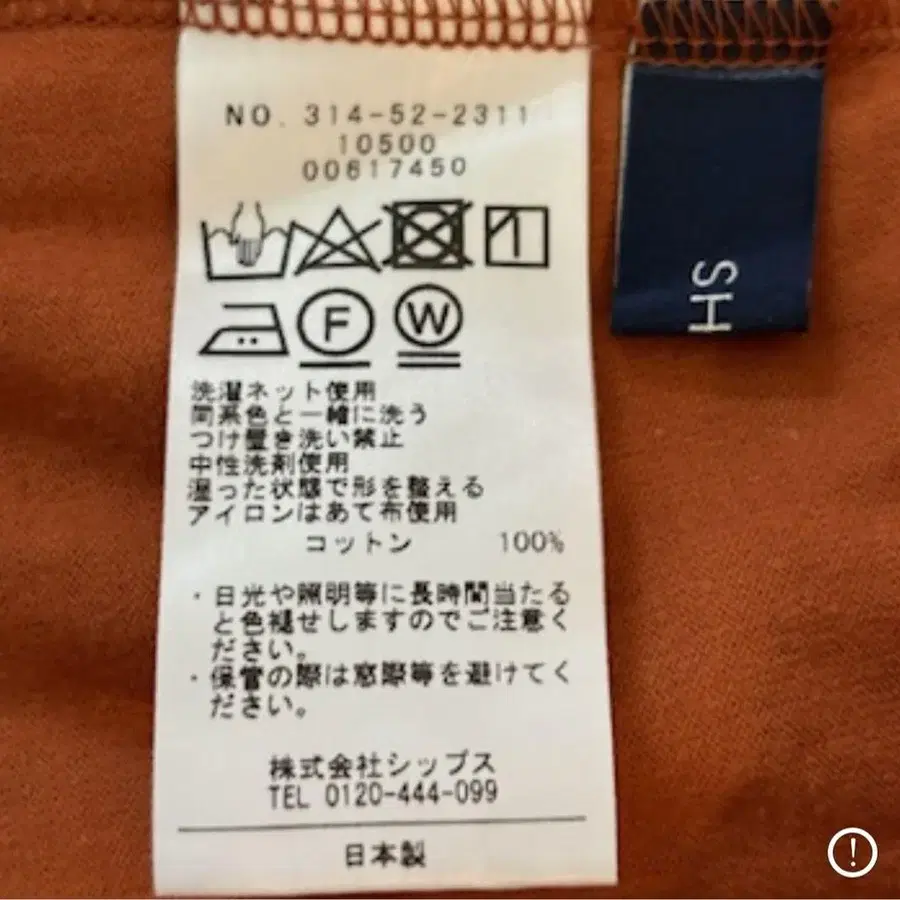 NO. 314-52-2311
10500
00617450
F W
洗濯ネット使用
同系色と一緒に洗う
つけ置き洗い禁止
中性洗剤使用
湿った状態で形を整える
アイロンはあて布使用
コットン 100%
・日光や照明等に長時間当たる
と色褪せしますのでご注意く
ださい。
・保管の際は窓際等を避けてく
ださい。
株式会社シップス
TEL 0120-444-099
日本製
SH